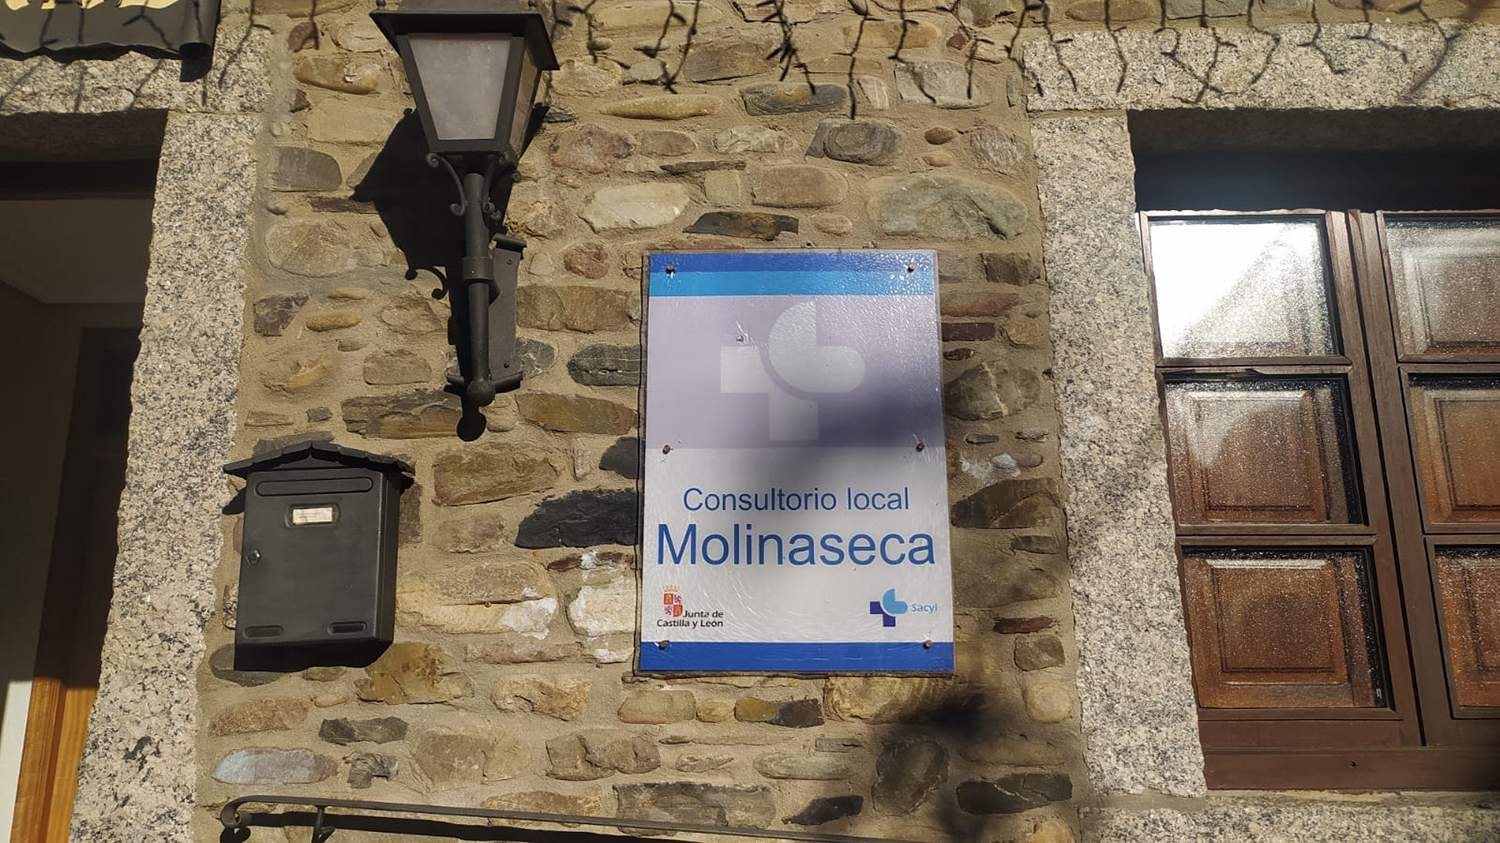 Consultorio local
Molinaseca
Junta de
Castilla y León
Sacyl